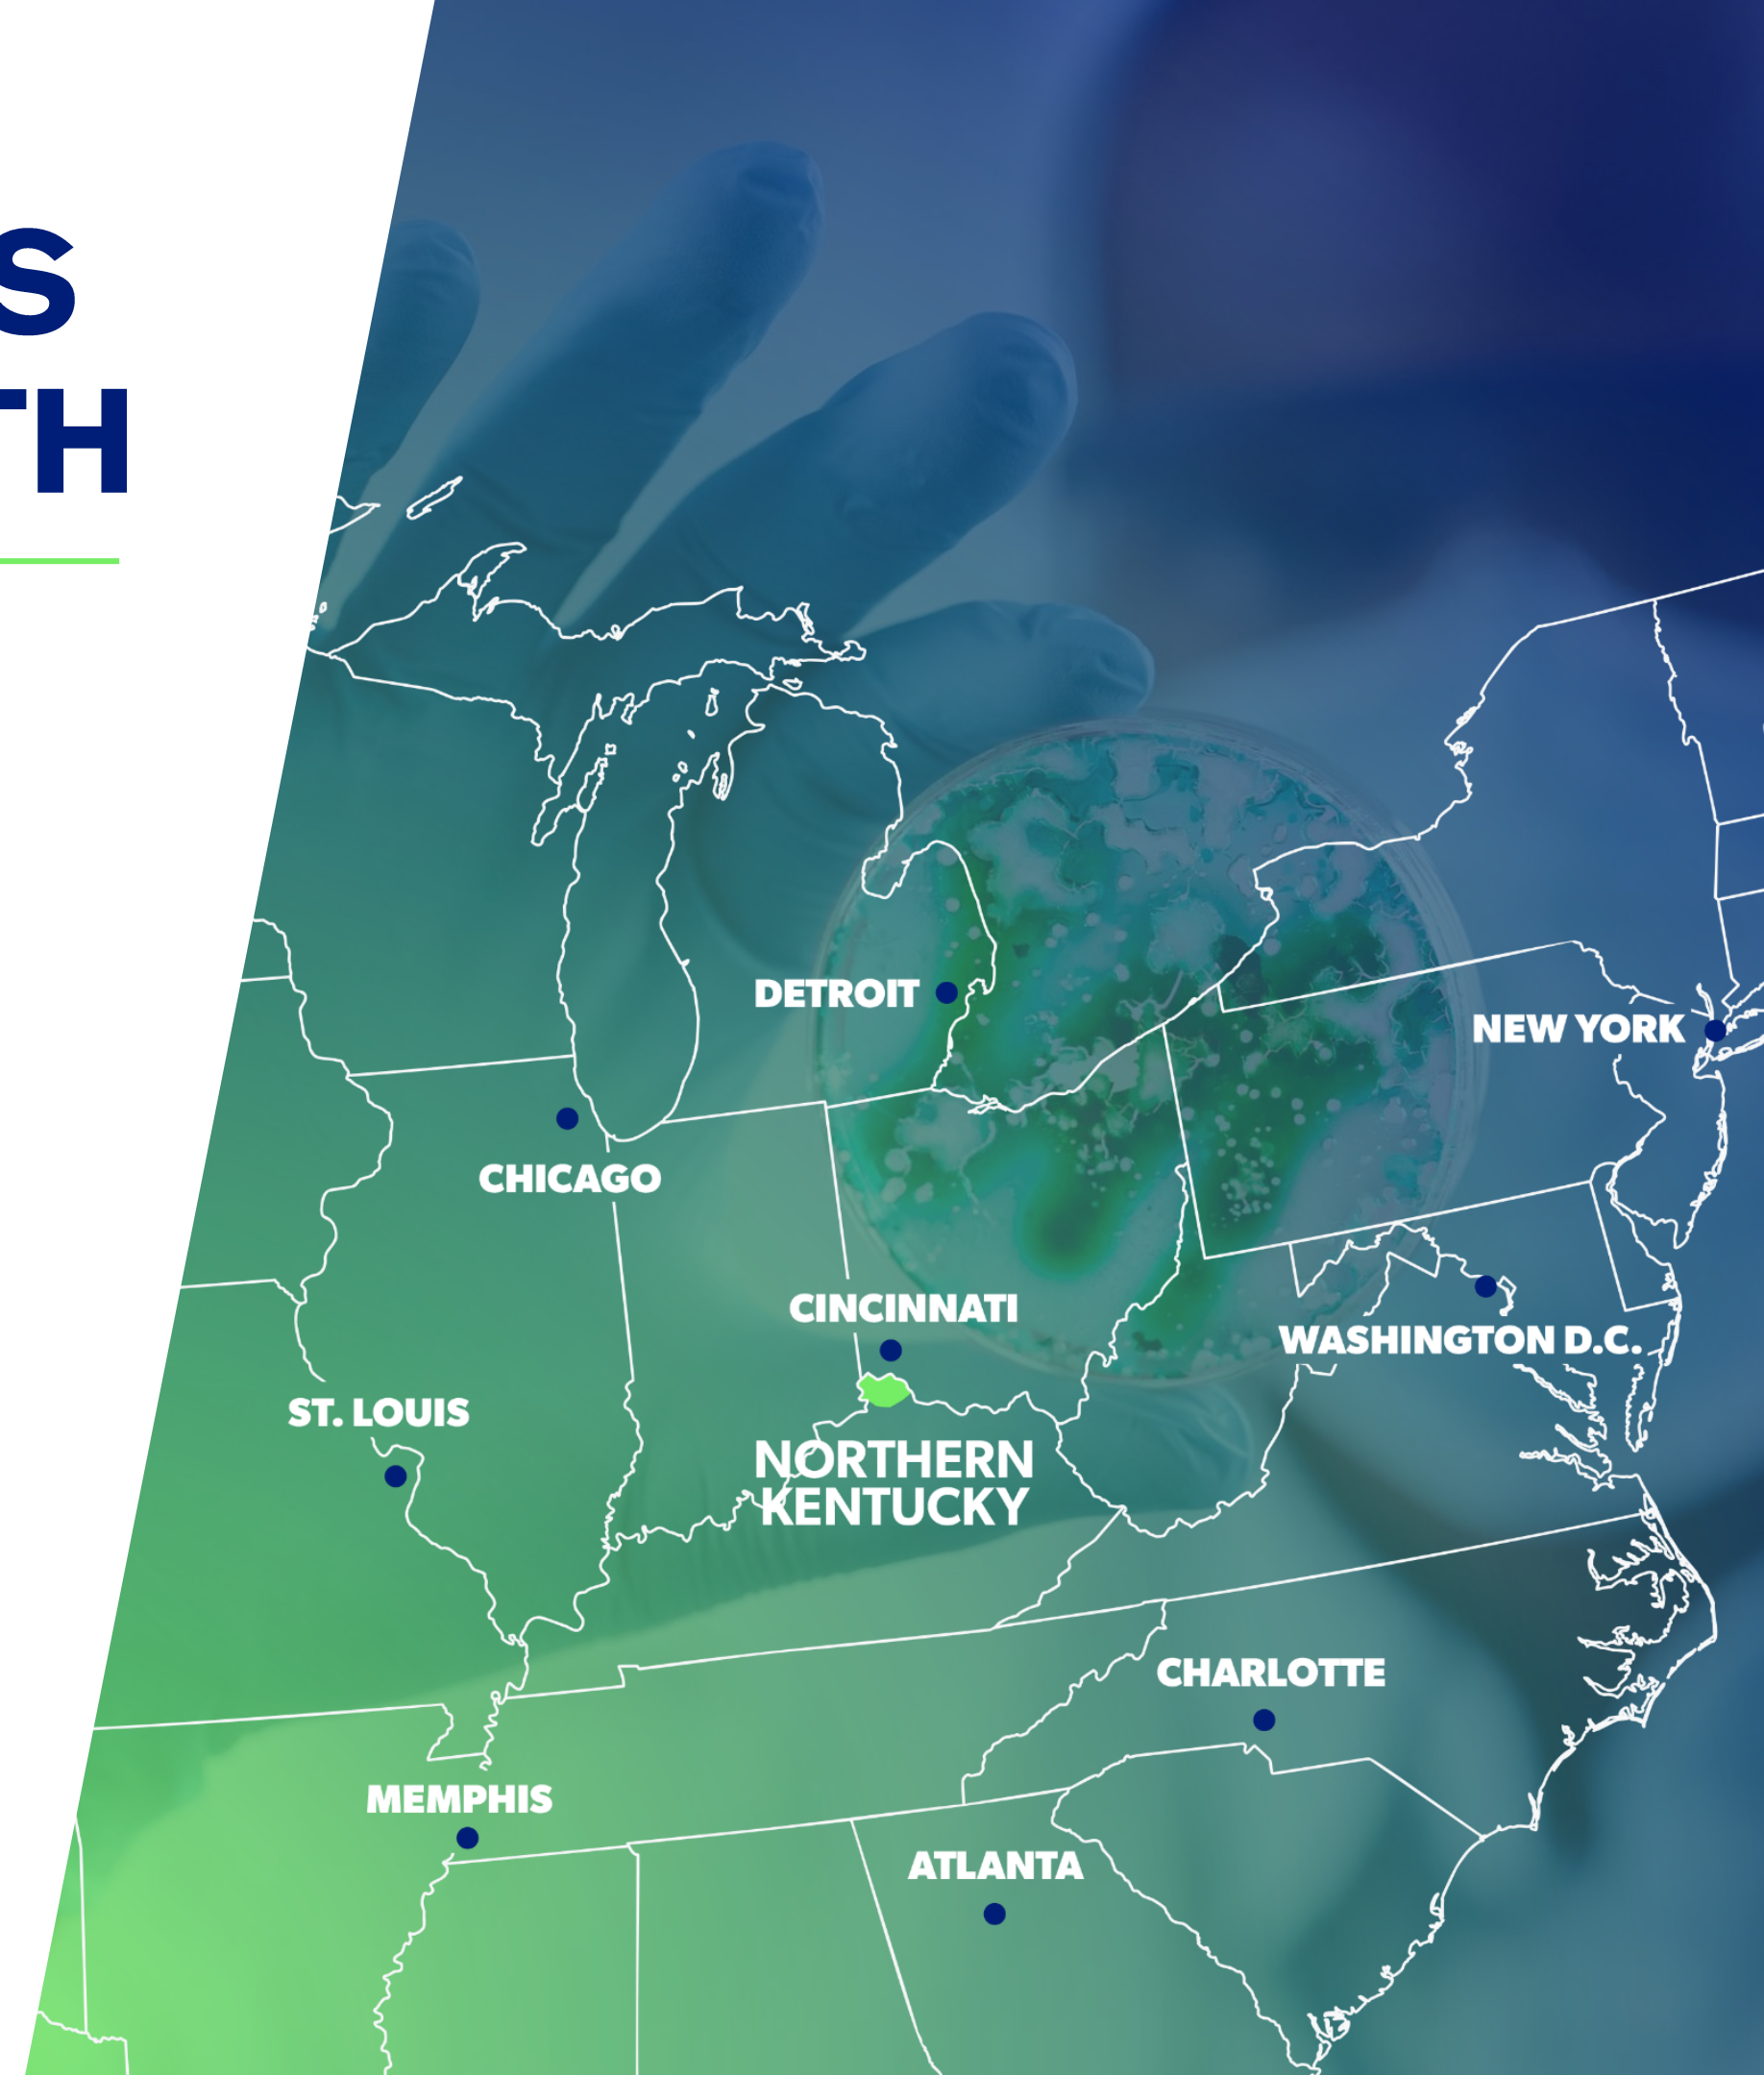 S
TH
DETROIT
NEW YORK
CHICAGO
CINCINNATI
WASHINGTON D.C.
ST. LOUIS
NORTHERN
KENTUCKY
CHARLOTTE
MEMPHIS
ATLANTA